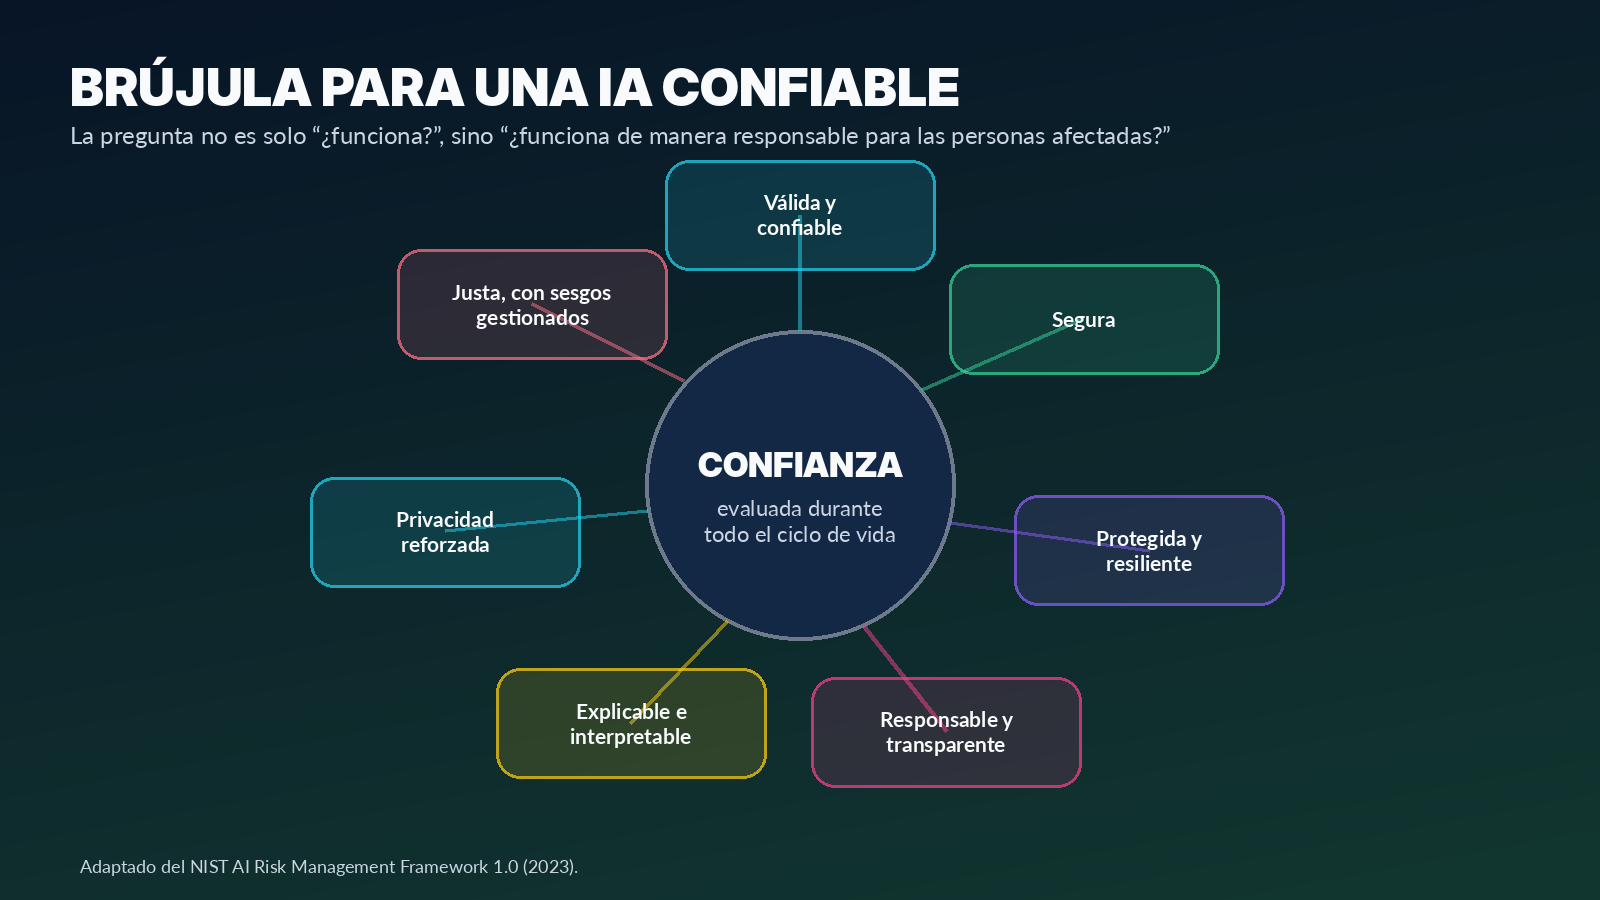 BRÚJULA PARA UNA IA CONFIABLE
La pregunta no es solo “¿funciona?”, sino “¿funciona de manera responsable para las personas afectadas?”
Válida y
confiable
Justa, con sesgos
gestionados
Segura
CONFIANZA
evaluada durante
todo el ciclo de vida
Privacidad
reforzada
Protegida y
resiliente
Explicable e
interpretable
Responsable y
transparente
Adaptado del NIST AI Risk Management Framework 1.0 (2023).